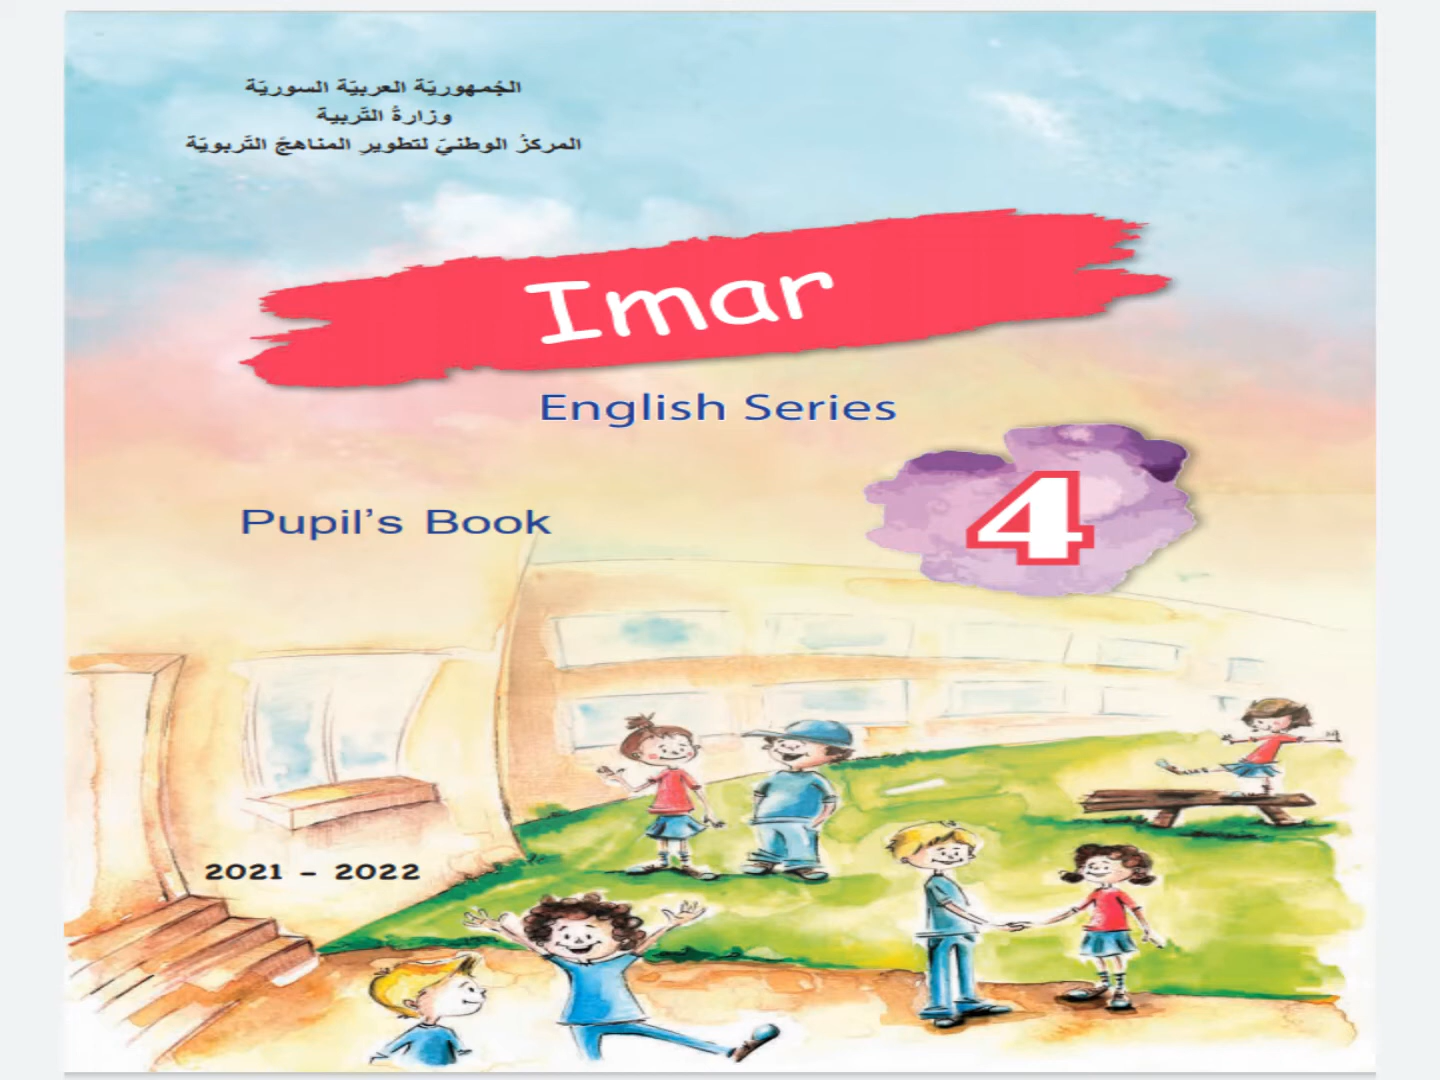 الجُمهوريّة العربيّة السوريّة
وزارةُ التَّربية
المركزُ الوطنيّ لتطويرِ المناهجَ التَّربويّة
Imar
English Series
4
Pupil's Book
2021 - 2022